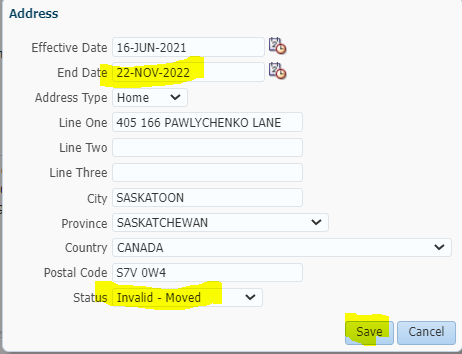 Address
Effective Date 16-JUN-2021
End Date 22-NOV-2022
Address Type Home
Line One 405 166 PAWLYCHENKO LANE
Line Two
Line Three
City SASKATOON
Province SASKATCHEWAN
Country CANADA
Postal Code S7V 0W4
Status Invalid - Moved
Save Cancel